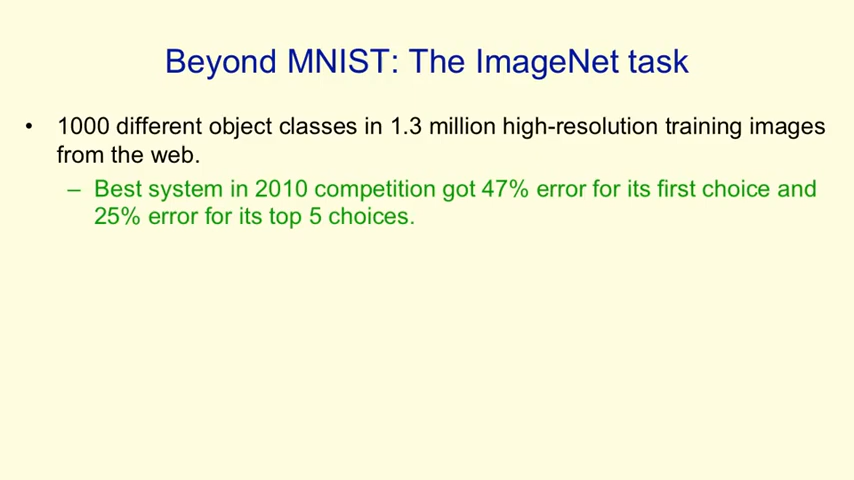 Beyond MNIST: The ImageNet task
• 1000 different object classes in 1.3 million high-resolution training images
from the web.
– Best system in 2010 competition got 47% error for its first choice and
25% error for its top 5 choices.